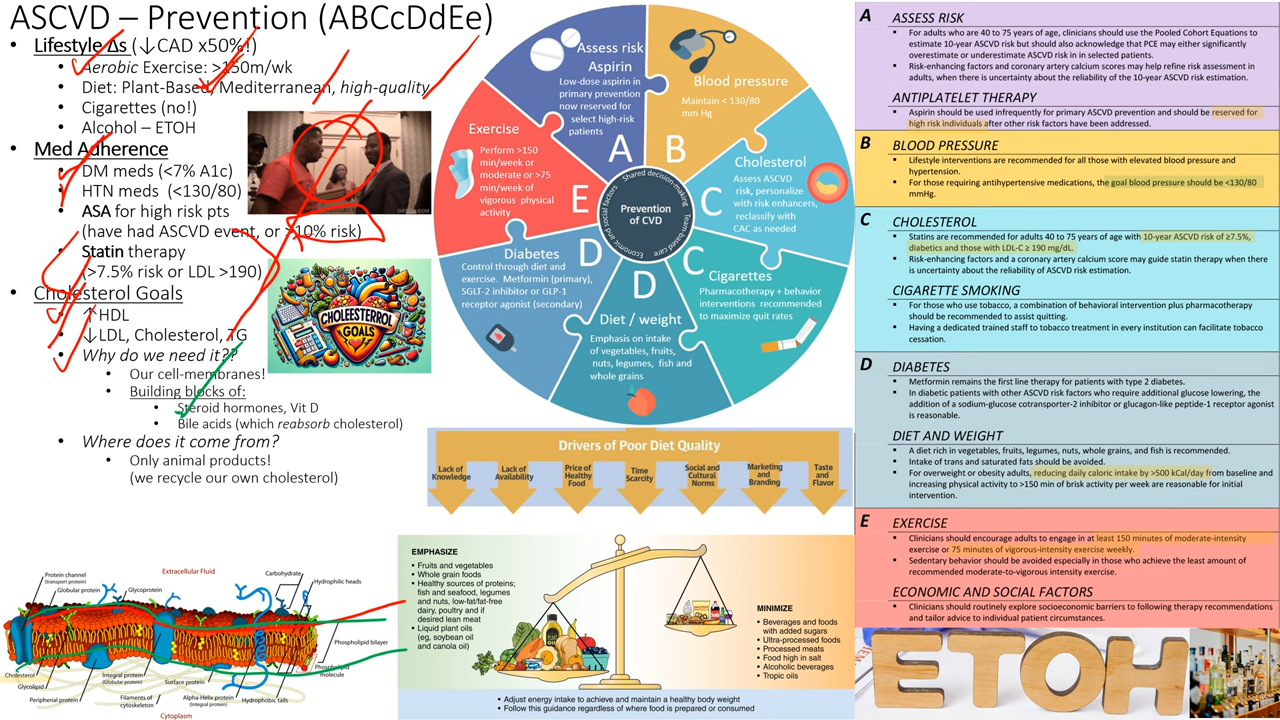 ASCVD – Prevention (ABCcDdEe)
• Lifestyle Δs (↓CAD x50%!)
• Aerobic Exercise: >150m/wk
• Diet: Plant-Based, Mediterranean, high-quality
• Cigarettes (no!)
• Alcohol – ETOH
• Med Adherence
• DM meds (<7% A1c)
• HTN meds (<130/80)
• ASA for high risk pts
(have had ASCVD event, or >10% risk)
• Statin therapy
(>7.5% risk or LDL >190)
• Cholesterol Goals
• ↑HDL
• ↓LDL, Cholesterol, TG
• Why do we need it??
• Our cell-membranes!
• Building blocks of:
• Steroid hormones, Vit D
• Bile acids (which reabsorb cholesterol)
• Where does it come from?
• Only animal products!
(we recycle our own cholesterol)
GIFSEC.COM
CHOLEESTERROL
GOALS
Assess risk
Aspirin
Low-dose aspirin in
primary prevention
now reserved for
select high-risk
patients
A
Blood pressure
Maintain < 130/80
mm Hg
B
Cholesterol
Assess ASCVD
risk, personalize
with risk enhancers,
reclassify with
CAC as needed
C
Cigarettes
Pharmacotherapy + behavior
interventions recommended
to maximize quit rates
C
Diet / weight
Emphasis on intake
of vegetables, fruits,
nuts, legumes, fish and
whole grains
D
Diabetes
Control through diet and
exercise. Metformin (primary),
SGLT-2 inhibitor or GLP-1
receptor agonist (secondary)
D
Exercise
Perform >150
min/week or
moderate or >75
min/week of
vigorous physical
activity
E
Shared decision-making
Team-based care
Economic and social factors
Prevention
of CVD
Drivers of Poor Diet Quality
Lack of
Knowledge
Lack of
Availability
Price of
Healthy
Food
Time
Scarcity
Social and
Cultural
Norms
Marketing
and
Branding
Taste
and
Flavor
EMPHASIZE
• Fruits and vegetables
• Whole grain foods
• Healthy sources of proteins;
fish and seafood, legumes
and nuts, low-fat/fat-free
dairy, poultry and if
desired lean meat
• Liquid plant oils
(eg, soybean oil
and canola oil)
PLANT
OIL
MINIMIZE
• Beverages and foods
with added sugars
• Ultra-processed foods
• Processed meats
• Food high in salt
• Alcoholic beverages
• Tropic oils
• Adjust energy intake to achieve and maintain a healthy body weight
• Follow this guidance regardless of where food is prepared or consumed
Extracellular Fluid
Protein channel
(transport protein)
Globular protein
Glycoprotein
Carbohydrate
Hydrophilic heads
Phospholipid bilayer
Phospholipid
molecule
Cholesterol
Glycolipid
Peripheral protein
Integral protein
(Globular protein)
Filaments of
cytoskeleton
Surface protein
Alpha-Helix protein
(Integral protein)
Hydrophobic tails
Cytoplasm
A ASSESS RISK
▪ For adults who are 40 to 75 years of age, clinicians should use the Pooled Cohort Equations to
estimate 10-year ASCVD risk but should also acknowledge that PCE may either significantly
overestimate or underestimate ASCVD risk in in selected patients.
▪ Risk-enhancing factors and coronary artery calcium scores may help refine risk assessment in
adults, when there is uncertainty about the reliability of the 10-year ASCVD risk estimation.
ANTIPLATELET THERAPY
▪ Aspirin should be used infrequently for primary ASCVD prevention and should be reserved for
high risk individuals after other risk factors have been addressed.
B BLOOD PRESSURE
▪ Lifestyle interventions are recommended for all those with elevated blood pressure and
hypertension.
▪ For those requiring antihypertensive medications, the goal blood pressure should be <130/80
mmHg.
C CHOLESTEROL
▪ Statins are recommended for adults 40 to 75 years of age with 10-year ASCVD risk of ≥7.5%,
diabetics and those with LDL-C ≥ 190 mg/dL.
▪ Risk-enhancing factors and a coronary artery calcium score may guide statin therapy when there
is uncertainty about the reliability of ASCVD risk estimation.
CIGARETTE SMOKING
▪ For those who use tobacco, a combination of behavioral intervention plus pharmacotherapy
should be recommended to assist quitting.
▪ Having a dedicated trained staff to tobacco treatment in every institution can facilitate tobacco
cessation.
D DIABETES
▪ Metformin remains the first line therapy for patients with type 2 diabetes.
▪ In diabetic patients with other ASCVD risk factors who require additional glucose lowering, the
addition of a sodium-glucose cotransporter-2 inhibitor or glucagon-like peptide-1 receptor agonist
is reasonable.
DIET AND WEIGHT
▪ A diet rich in vegetables, fruits, legumes, nuts, whole grains, and fish is recommended.
▪ Intake of trans and saturated fats should be avoided.
▪ For overweight or obesity adults, reducing daily caloric intake by >500 kCal/day from baseline and
increasing physical activity to >150 min of brisk activity per week are reasonable for initial
intervention.
E EXERCISE
▪ Clinicians should encourage adults to engage in at least 150 minutes of moderate-intensity
exercise or 75 minutes of vigorous-intensity exercise weekly.
▪ Sedentary behavior should be avoided especially in those who achieve the least amount of
recommended moderate-to-vigorous intensity exercise.
ECONOMIC AND SOCIAL FACTORS
▪ Clinicians should routinely explore socioeconomic barriers to following therapy recommendations
and tailor advice to individual patient circumstances.
ETOH